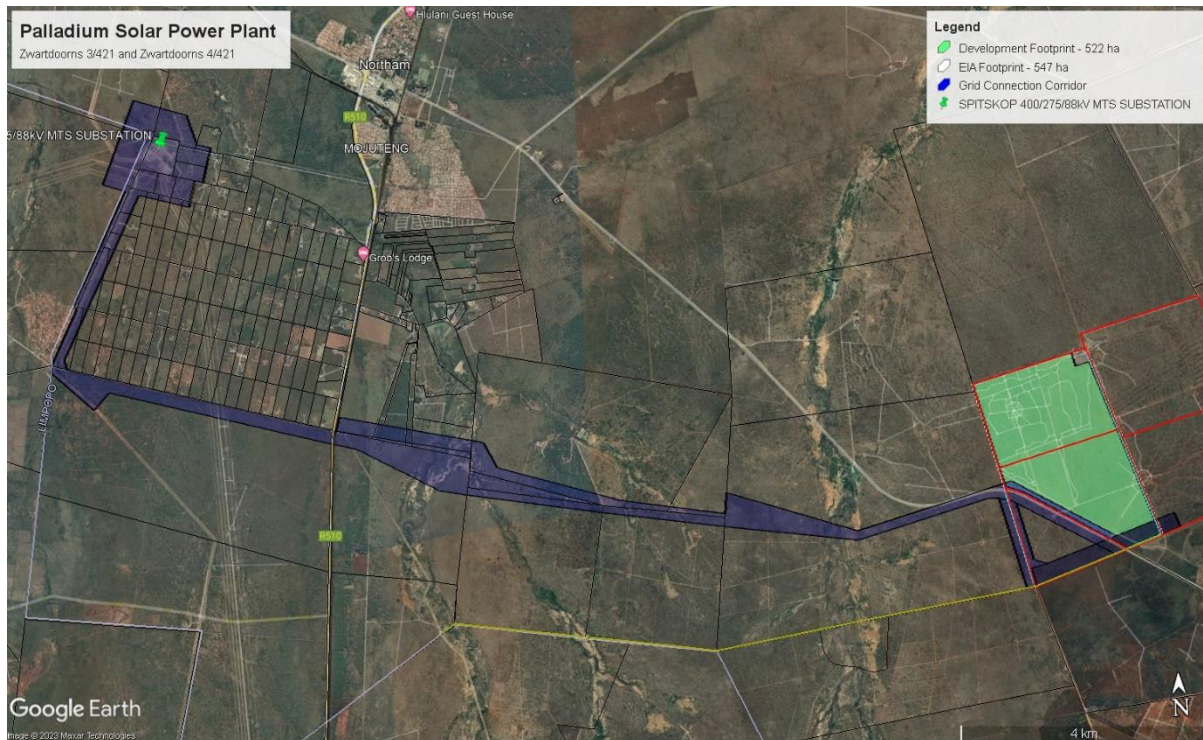 Palladium Solar Power Plant
Zwartdoorns 3/421 and Zwartdoorns 4/421
Legend
Development Footprint - 522 ha
EIA Footprint - 547 ha
Grid Connection Corridor
SPITSKOP 400/275/88kV MTS SUBSTATION
Hlulani Guest House
Northam
R510
5/88kV MTS SUBSTATION
MOJUTENG
Grob's Lodge
LIMPOPO
R510
Google Earth
Image © 2023 Maxar Technologies
4 km
N